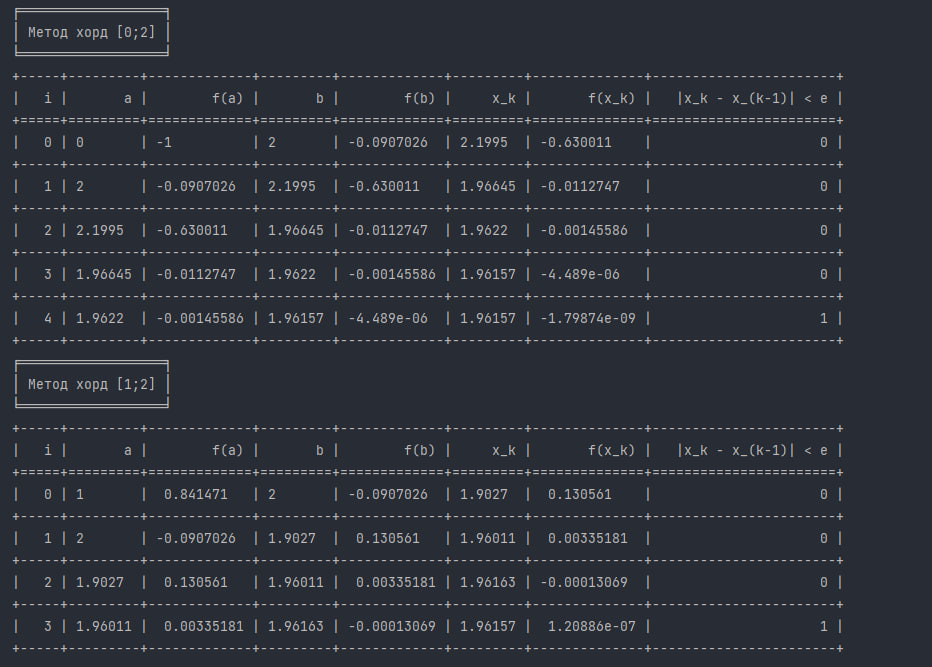 Метод хорд [0;2]
| i | a | f(a) | b | f(b) | x_k | f(x_k) | |x_k - x_(k-1)| < e |
| 0 | 0 | -1 | 2 | -0.0907026 | 2.1995 | -0.630011 | 0 |
| 1 | 2 | -0.0907026 | 2.1995 | -0.630011 | 1.96645 | -0.0112747 | 0 |
| 2 | 2.1995 | -0.630011 | 1.96645 | -0.0112747 | 1.9622 | -0.00145586 | 0 |
| 3 | 1.96645 | -0.0112747 | 1.9622 | -0.00145586 | 1.96157 | -4.489e-06 | 0 |
| 4 | 1.9622 | -0.00145586 | 1.96157 | -4.489e-06 | 1.96157 | -1.79874e-09 | 1 |
Метод хорд [1;2]
| i | a | f(a) | b | f(b) | x_k | f(x_k) | |x_k - x_(k-1)| < e |
| 0 | 1 | 0.841471 | 2 | -0.0907026 | 1.9027 | 0.130561 | 0 |
| 1 | 2 | -0.0907026 | 1.9027 | 0.130561 | 1.96011 | 0.00335181 | 0 |
| 2 | 1.9027 | 0.130561 | 1.96011 | 0.00335181 | 1.96163 | -0.00013069 | 0 |
| 3 | 1.96011 | 0.00335181 | 1.96163 | -0.00013069 | 1.96157 | 1.20886e-07 | 1 |